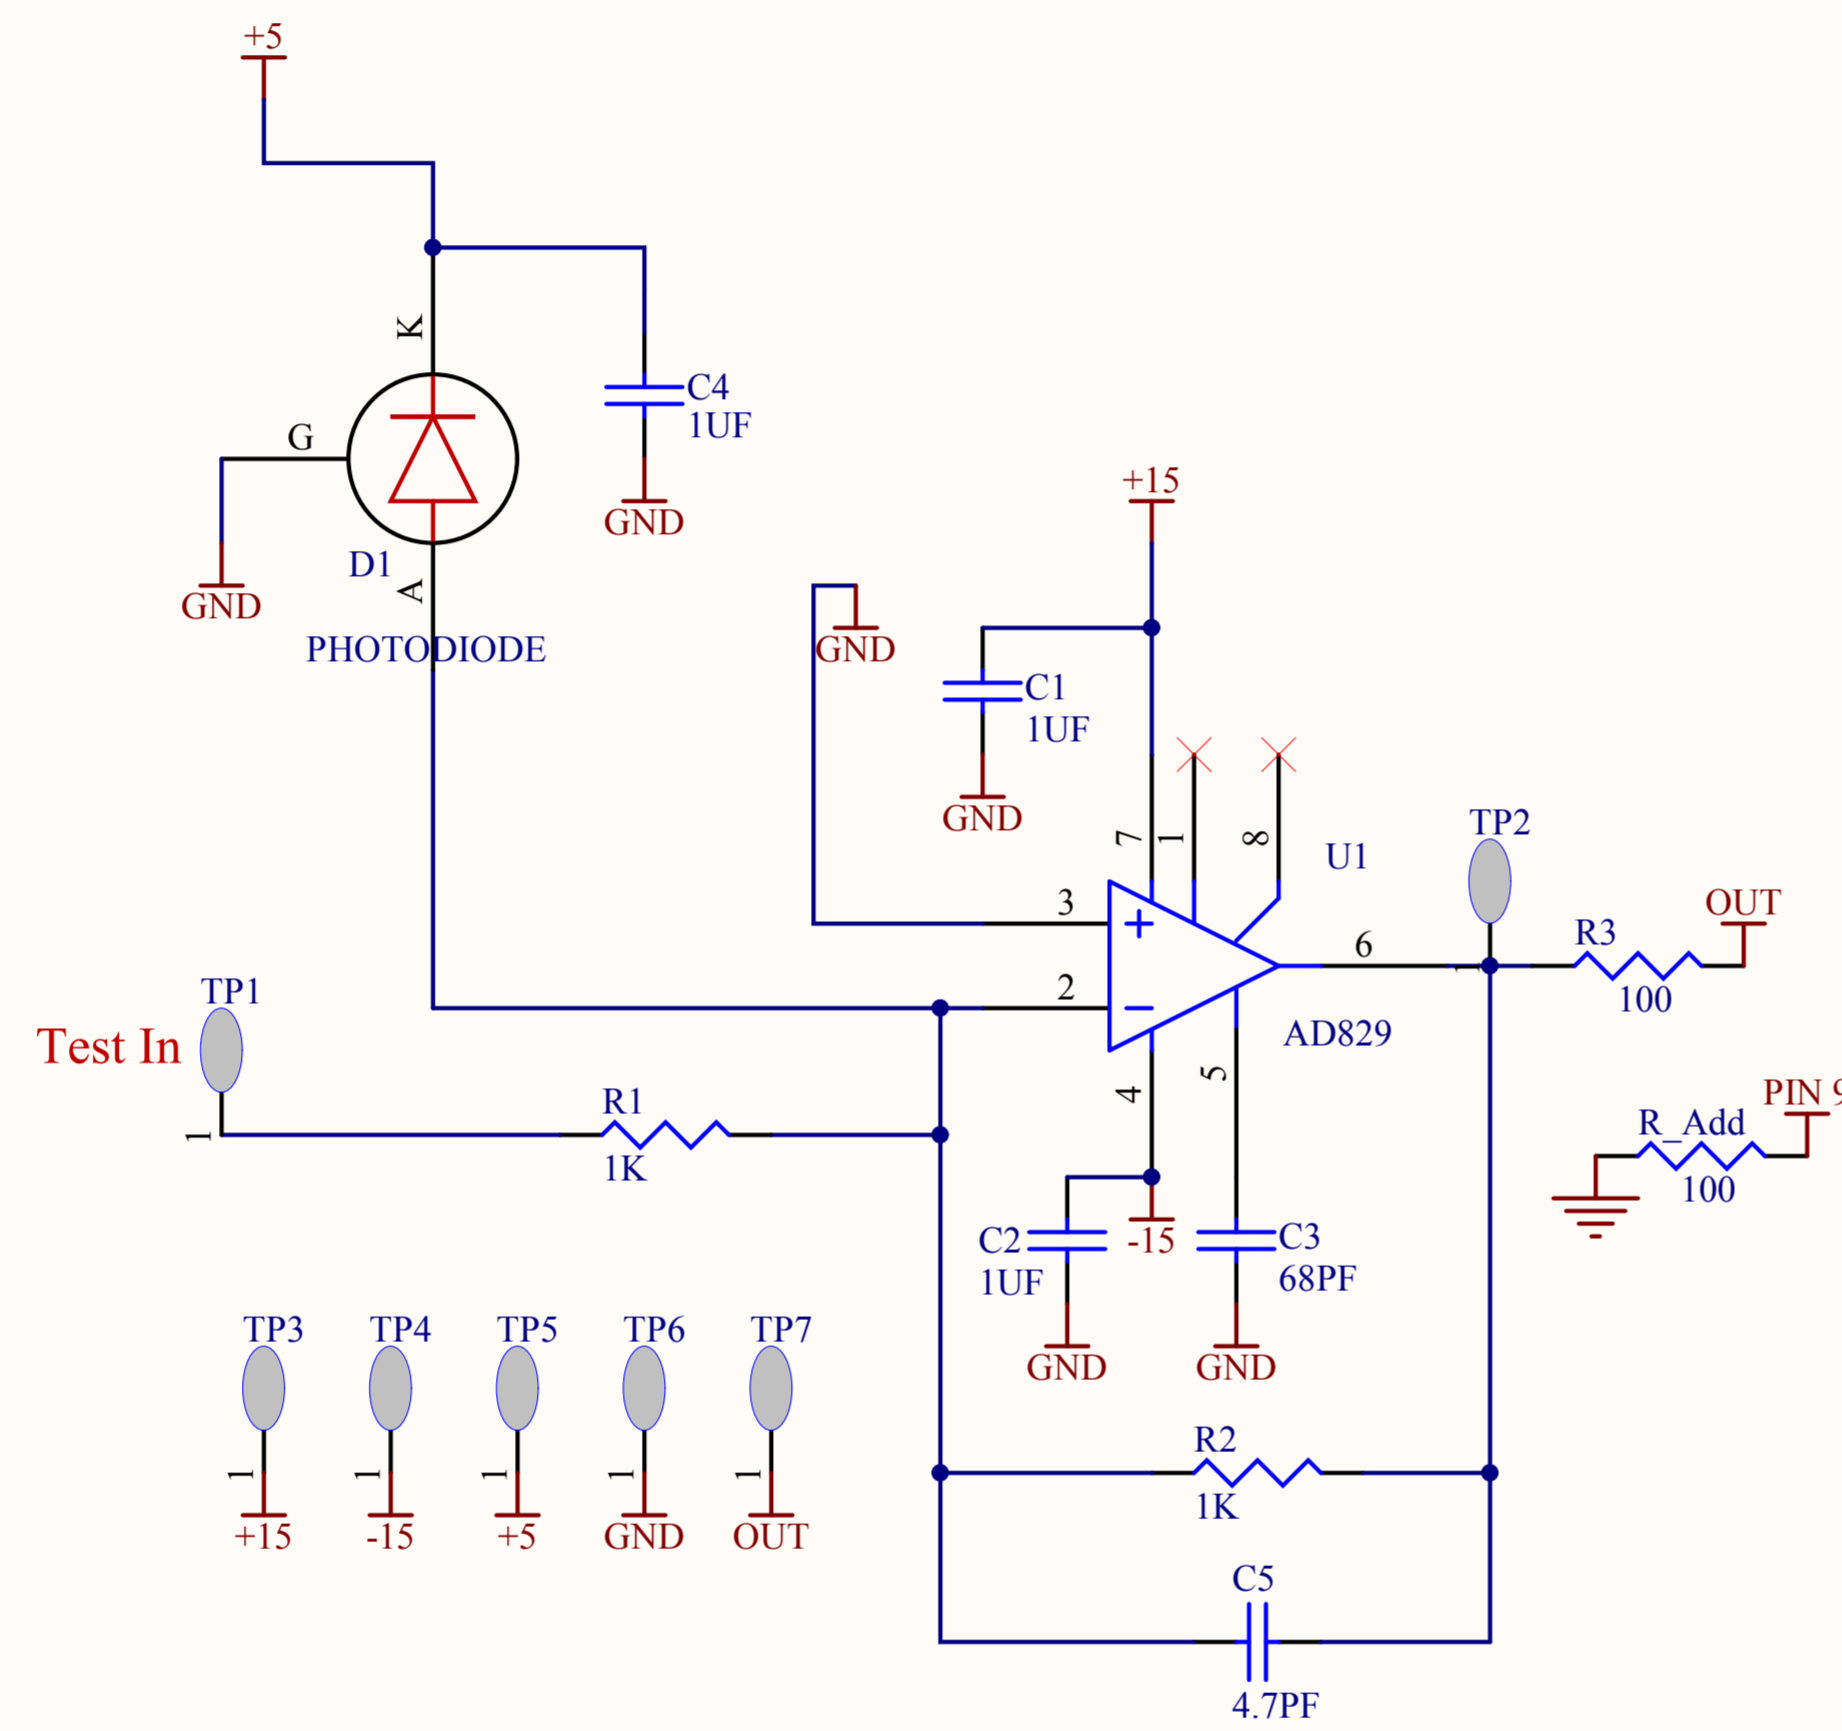 +5
K
C4
1UF
G
GND
D1
A
GND
PHOTODIODE
+15
GND
C1
1UF
GND
7
1
8
U1
TP2
3
+
6
OUT
R3
1
100
2
−
AD829
TP1
Test In
1
R1
1K
4
5
PIN 9
R_Add
100
C2
1UF
-15
C3
68PF
GND
GND
TP3
TP4
TP5
TP6
TP7
1
1
1
1
1
+15
-15
+5
GND
OUT
R2
1K
C5
4.7PF